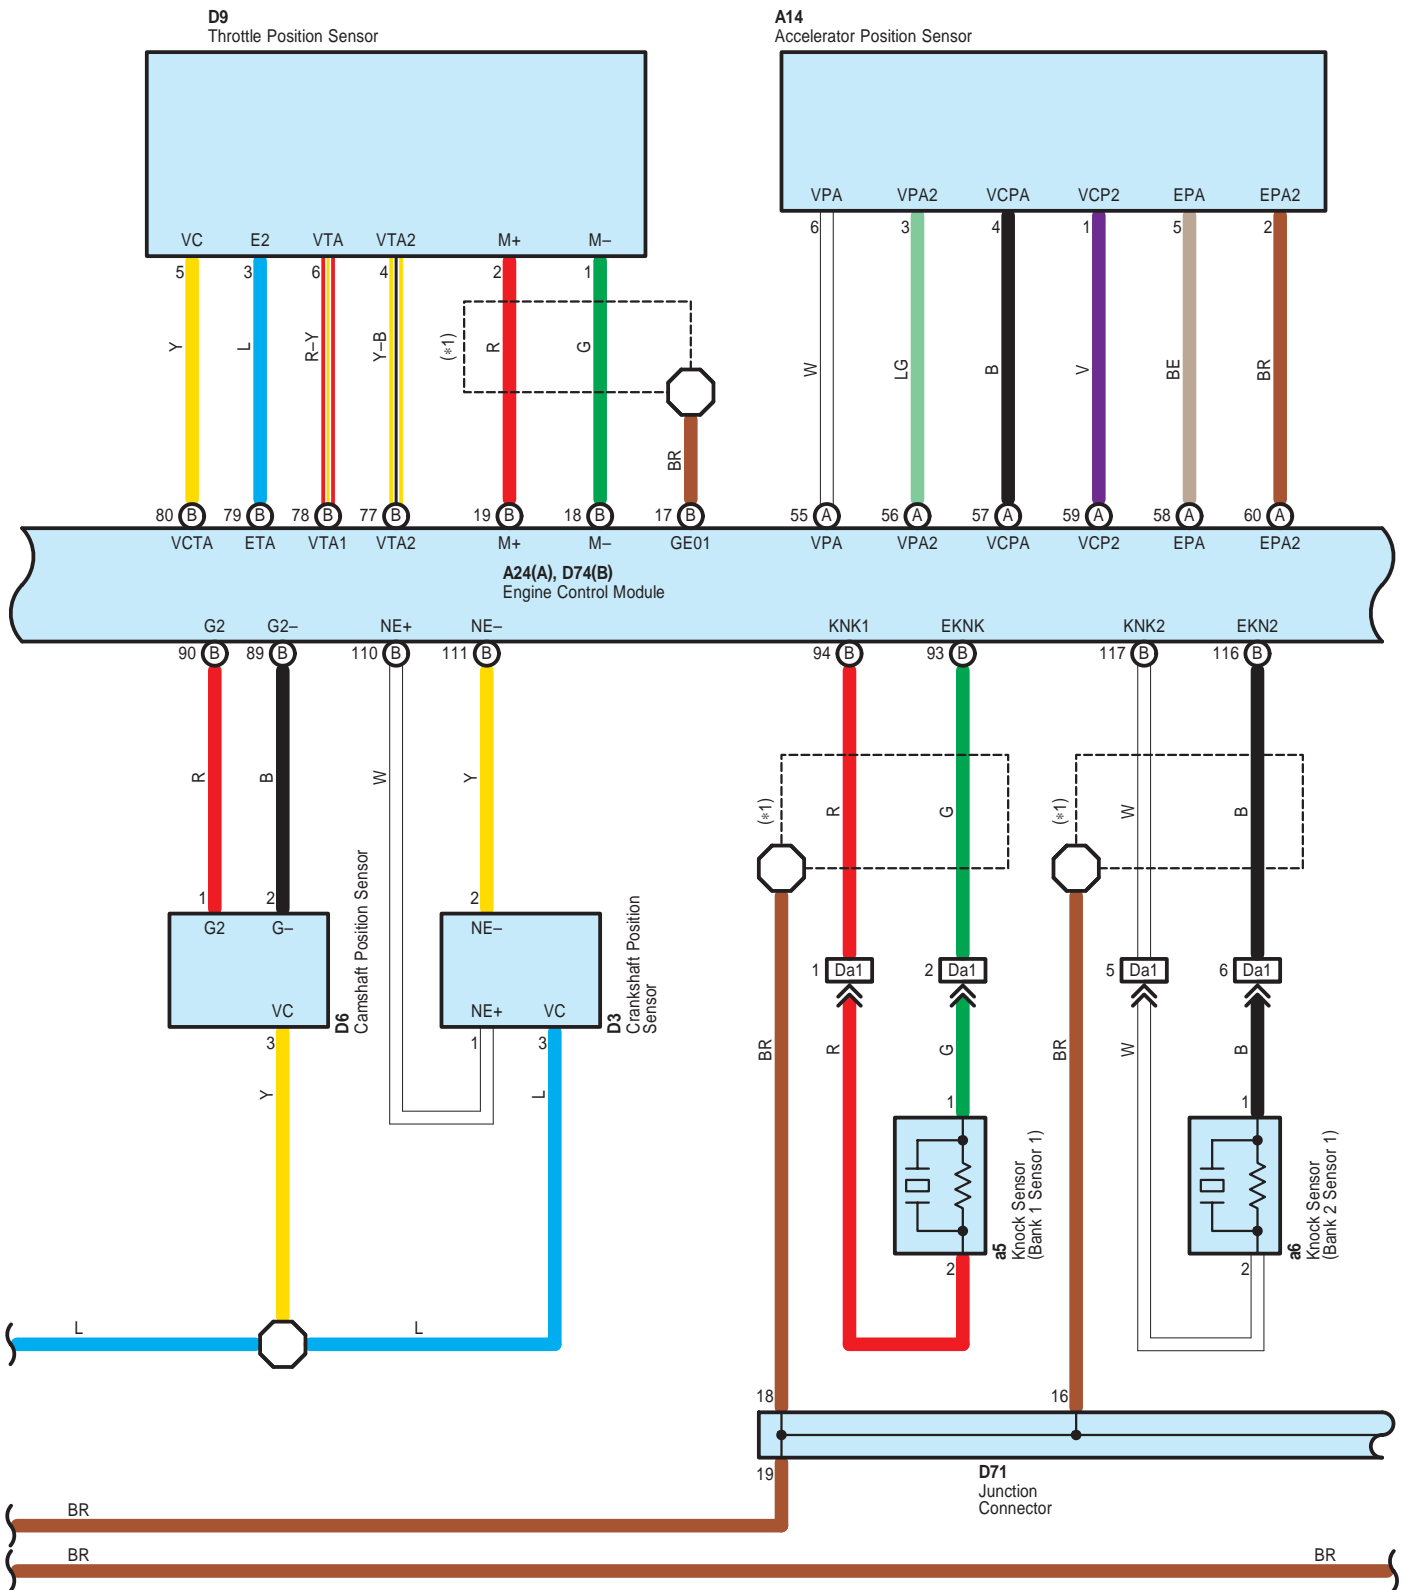 D9
Throttle Position Sensor
A14
Accelerator Position Sensor
VPA VPA2 VCPA VCP2 EPA EPA2
6 3 4 1 5 2
VC E2 VTA VTA2 M+ M–
5 3 6 4 2 1
Y L R–Y Y–B (*1) R G
W LG B V BE BR
BR
80 B 79 B 78 B 77 B 19 B 18 B 17 B 55 A 56 A 57 A 59 A 58 A 60 A
VCTA ETA VTA1 VTA2 M+ M– GE01 VPA VPA2 VCPA VCP2 EPA EPA2
A24(A), D74(B)
Engine Control Module
G2 G2– NE+ NE– KNK1 EKNK KNK2 EKN2
90 B 89 B 110 B 111 B 94 B 93 B 117 B 116 B
R B W Y
(*1) R G (*1) W B
1 2 2
G2 G– NE–
D6
Camshaft Position Sensor
D3
Crankshaft Position
Sensor
1 Da1 2 Da1 5 Da1 6 Da1
VC NE+ VC
3 1 3
BR R G BR W B
Y L
1 1
a5
Knock Sensor
(Bank 1 Sensor 1)
a6
Knock Sensor
(Bank 2 Sensor 1)
2 2
L L
18 16
19
D71
Junction
Connector
BR
BR BR